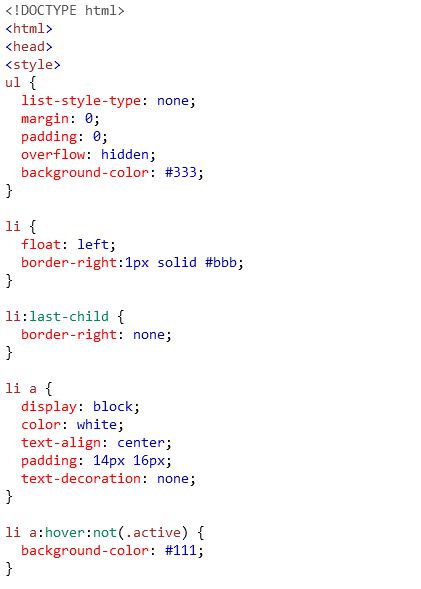 <!DOCTYPE html>
<html>
<head>
<style>
ul {
  list-style-type: none;
  margin: 0;
  padding: 0;
  overflow: hidden;
  background-color: #333;
}

li {
  float: left;
  border-right:1px solid #bbb;
}

li:last-child {
  border-right: none;
}

li a {
  display: block;
  color: white;
  text-align: center;
  padding: 14px 16px;
  text-decoration: none;
}

li a:hover:not(.active) {
  background-color: #111;
}